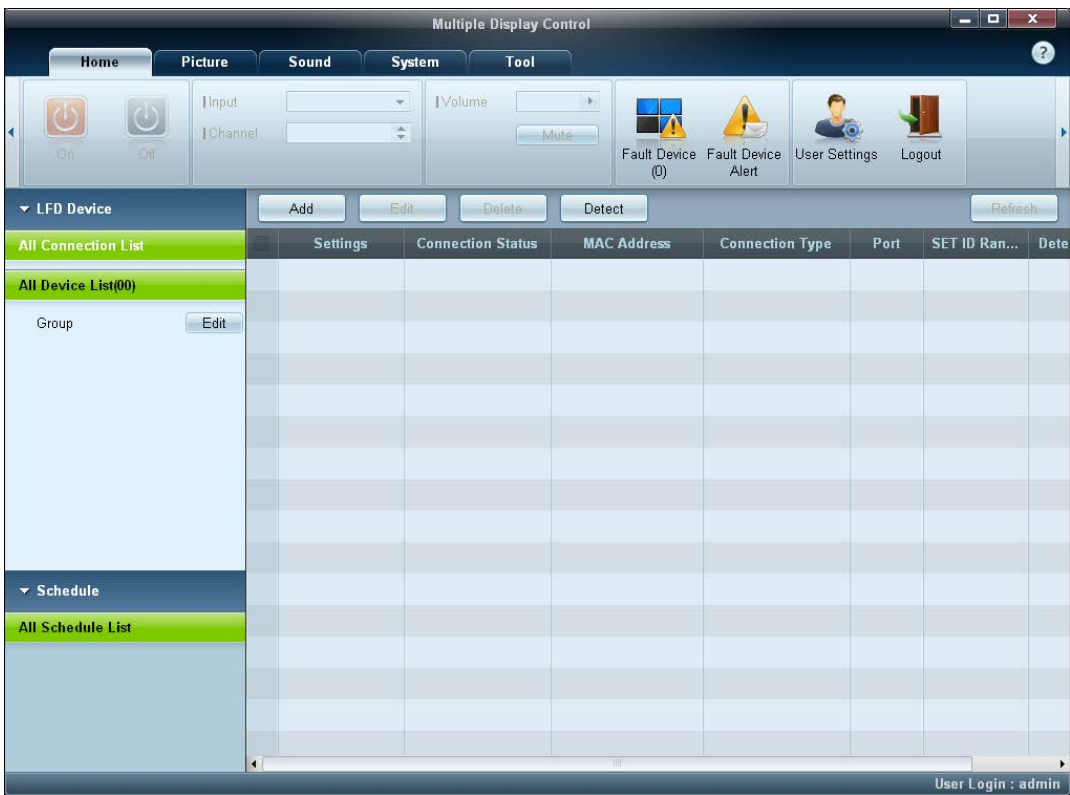 Multiple Display Control
Home Picture Sound System Tool
Input
Channel
Volume
Mute
On Off
Fault Device
(0)
Fault Device
Alert
User Settings
Logout
LFD Device
Add Edit Delete Detect Refresh
All Connection List
Settings Connection Status MAC Address Connection Type Port SET ID Ran... Dete
All Device List(00)
Group Edit
Schedule
All Schedule List
User Login : admin